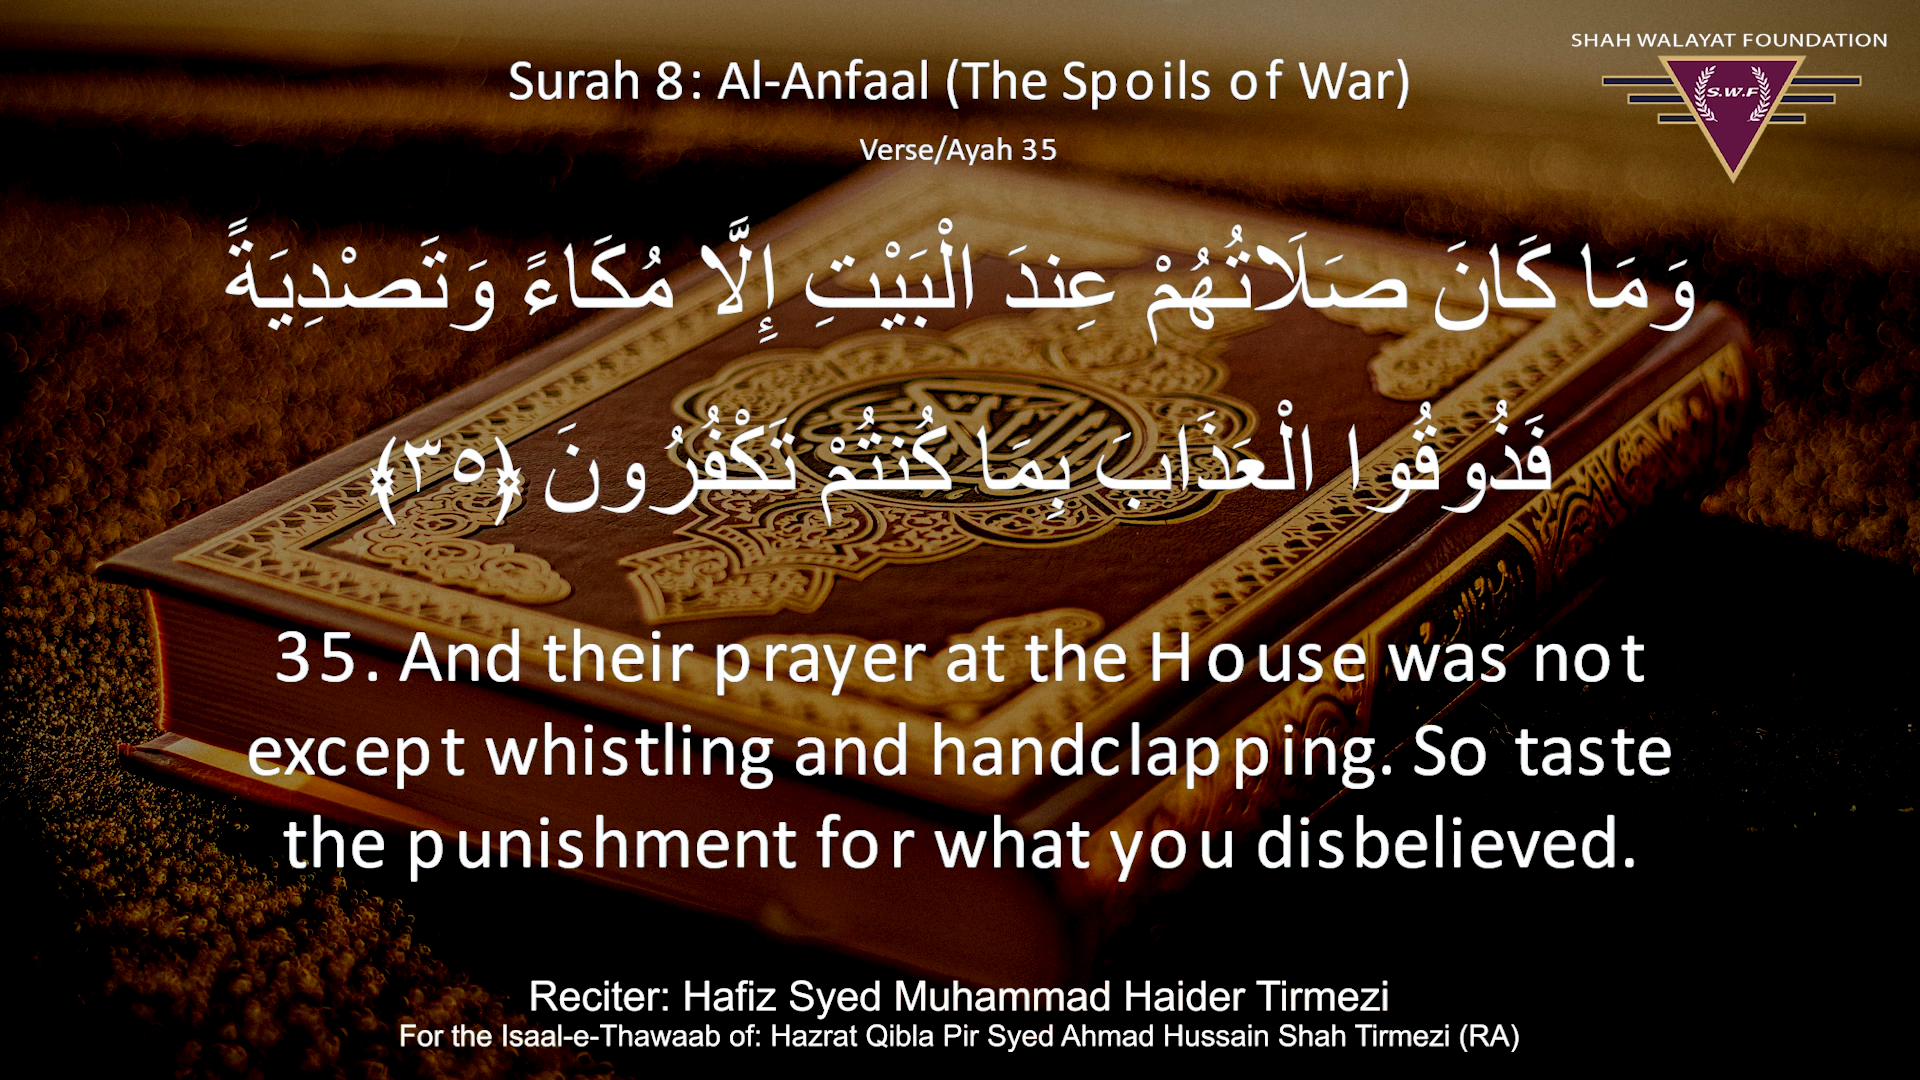 SHAH WALAYAT FOUNDATION
S.W.F
Surah 8: Al-Anfaal (The Spoils of War)
Verse/Ayah 35
وَمَا كَانَ صَلَاتُهُمْ عِندَ الْبَيْتِ إِلَّا مُكَاءً وَتَصْدِيَةً
فَذُوقُوا الْعَذَابَ بِمَا كُنتُمْ تَكْفُرُونَ ﴿٣٥﴾
35. And their prayer at the House was not
except whistling and handclapping. So taste
the punishment for what you disbelieved.
Reciter: Hafiz Syed Muhammad Haider Tirmezi
For the Isaal-e-Thawaab of: Hazrat Qibla Pir Syed Ahmad Hussain Shah Tirmezi (RA)